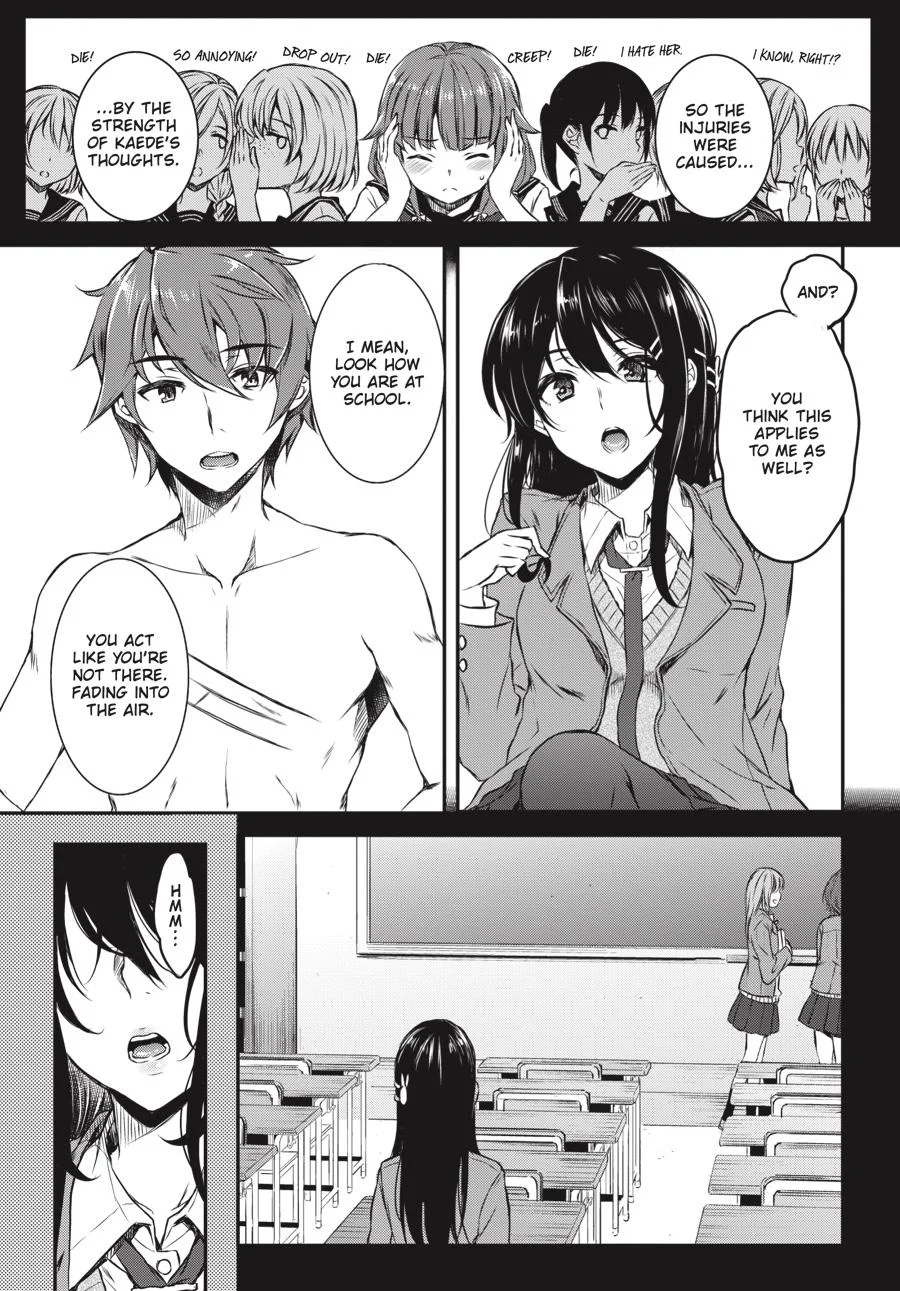 I KNOW, RIGHT!?
SO THE
INJURIES
WERE
CAUSED...
I HATE HER.
DIE!
CREEP!
DIE!
DROP OUT!
SO ANNOYING!
...BY THE
STRENGTH
OF KAEDE'S
THOUGHTS.
DIE!
AND?
YOU
THINK THIS
APPLIES
TO ME AS
WELL?
I MEAN,
LOOK HOW
YOU ARE AT
SCHOOL.
YOU ACT
LIKE YOU'RE
NOT THERE.
FADING INTO
THE AIR.
HMM...